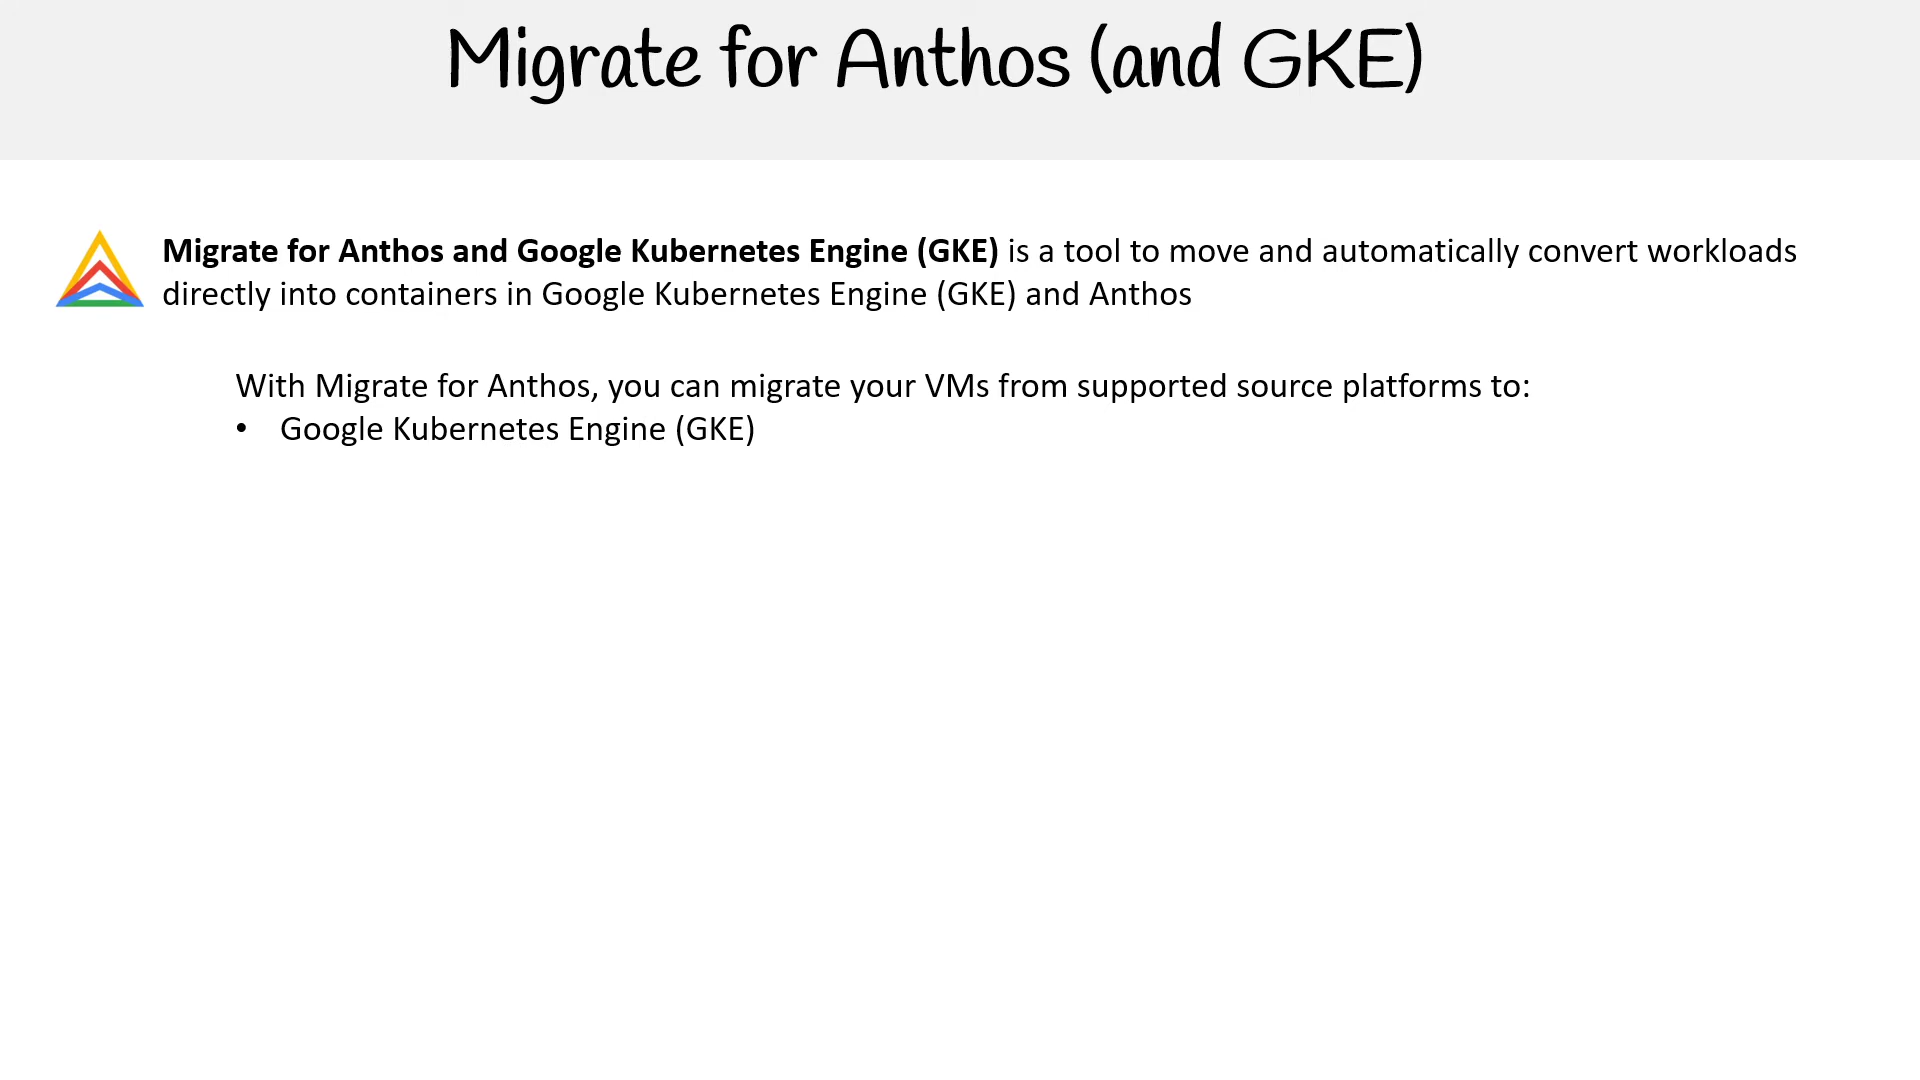 Migrate for Anthos (and GKE)
Migrate for Anthos and Google Kubernetes Engine (GKE) is a tool to move and automatically convert workloads
directly into containers in Google Kubernetes Engine (GKE) and Anthos
With Migrate for Anthos, you can migrate your VMs from supported source platforms to:
• Google Kubernetes Engine (GKE)